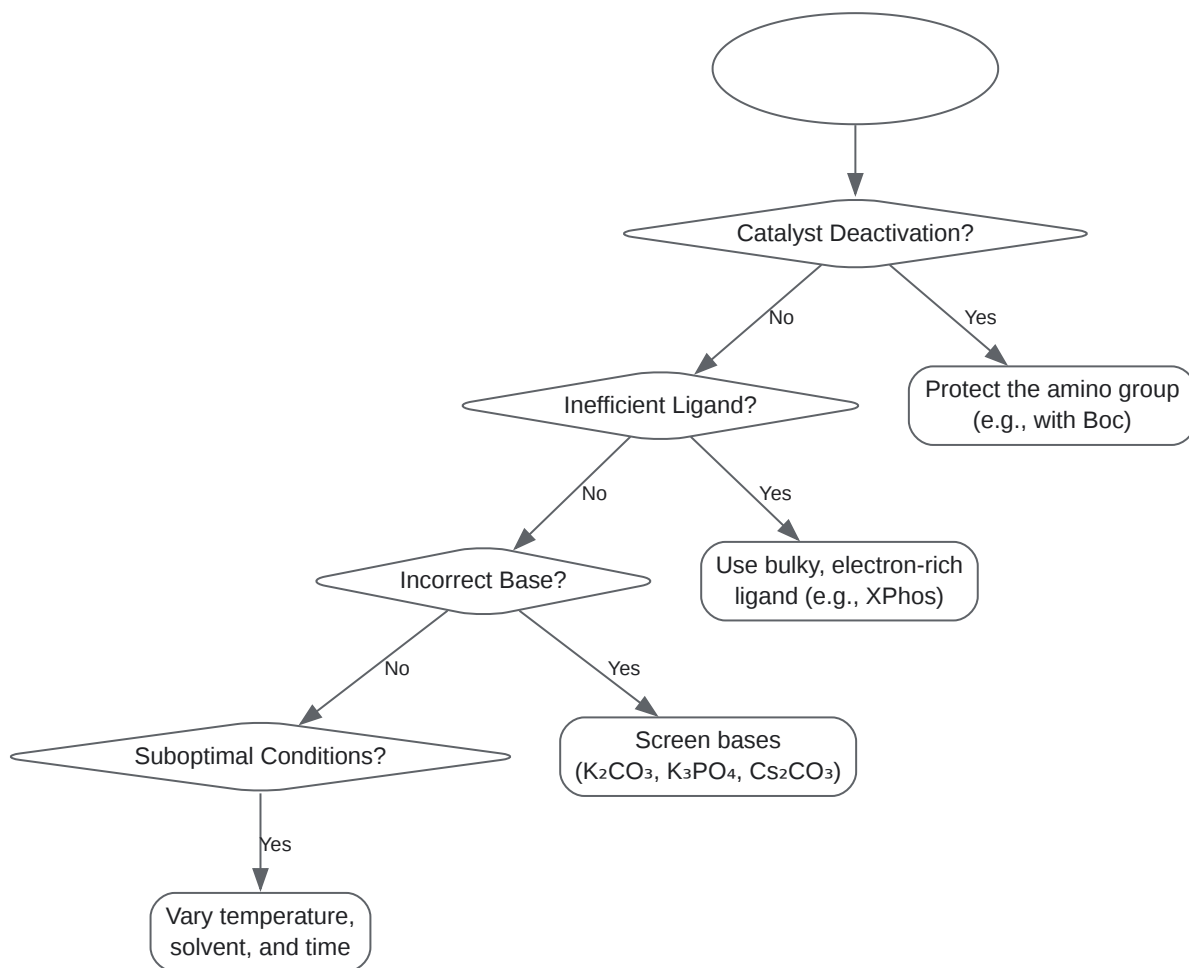 Catalyst Deactivation?
No
Yes
Inefficient Ligand?
Protect the amino group
(e.g., with Boc)
No
Yes
Incorrect Base?
Use bulky, electron-rich
ligand (e.g., XPhos)
No
Yes
Suboptimal Conditions?
Screen bases
(K₂CO₃, K₃PO₄, Cs₂CO₃)
Yes
Vary temperature,
solvent, and time